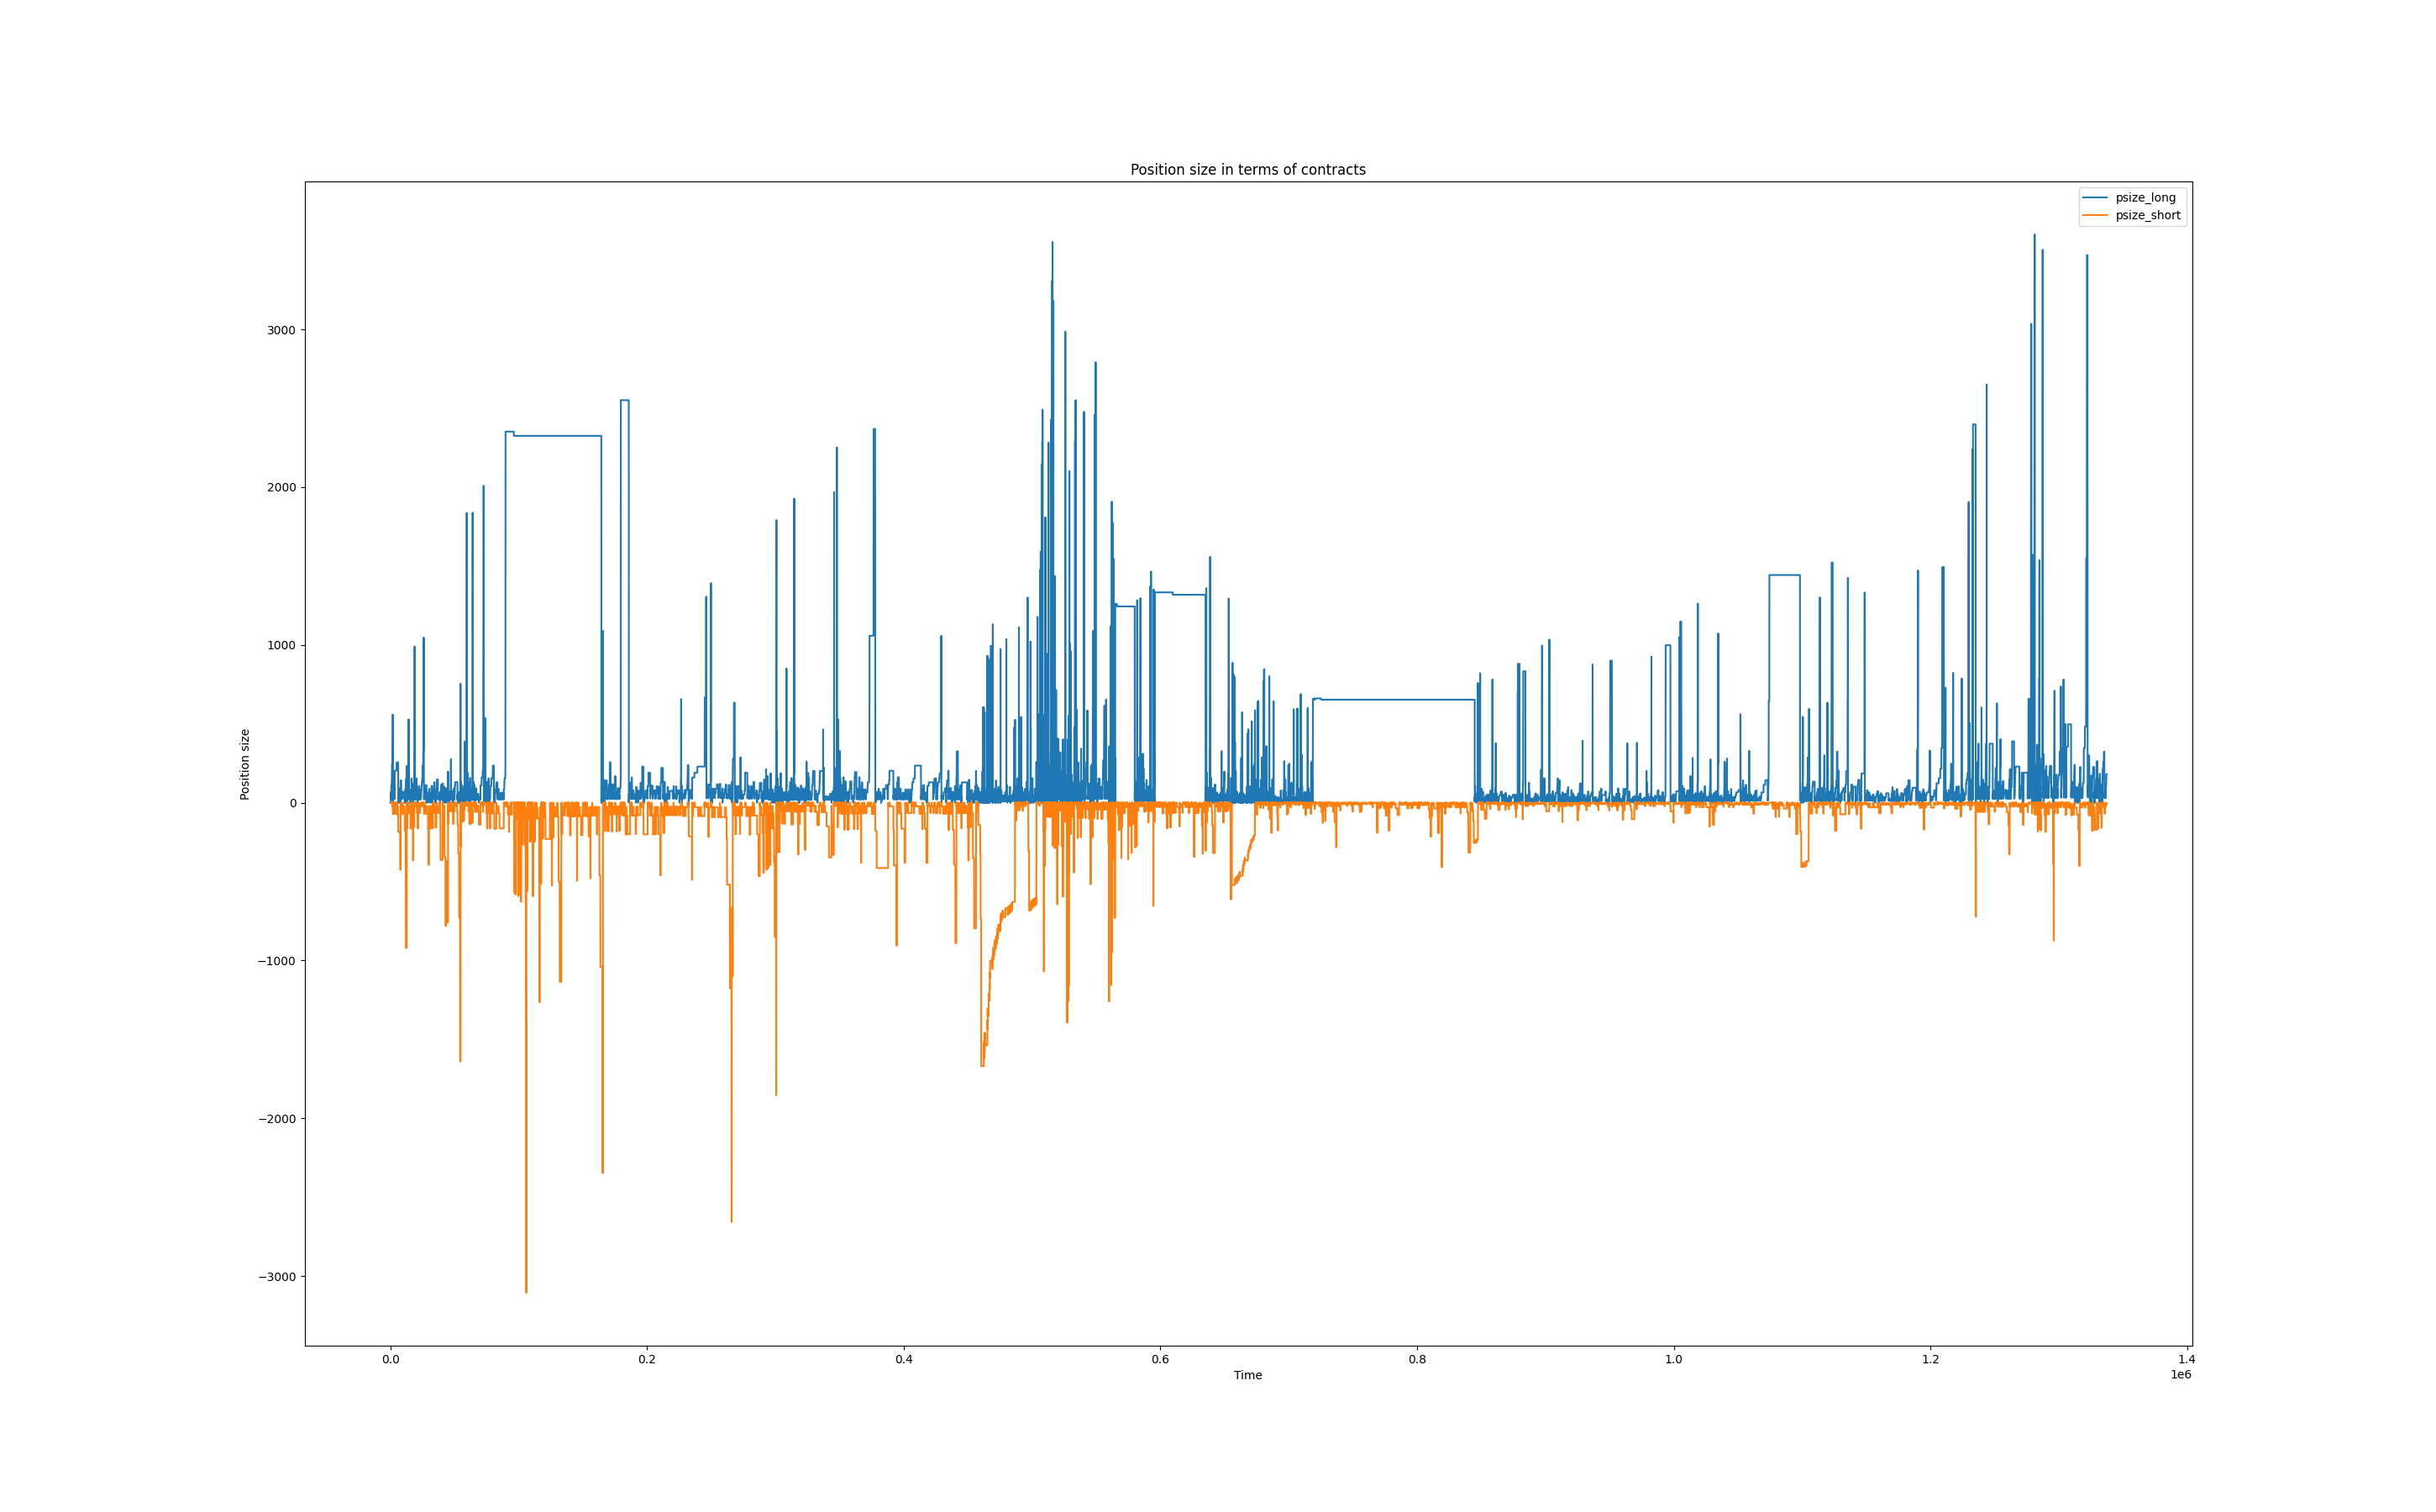 Position size in terms of contracts
psize_long
psize_short
Position size
3000
2000
1000
0
−1000
−2000
−3000
0.0
0.2
0.4
0.6
0.8
1.0
1.2
1.4
1e6
Time